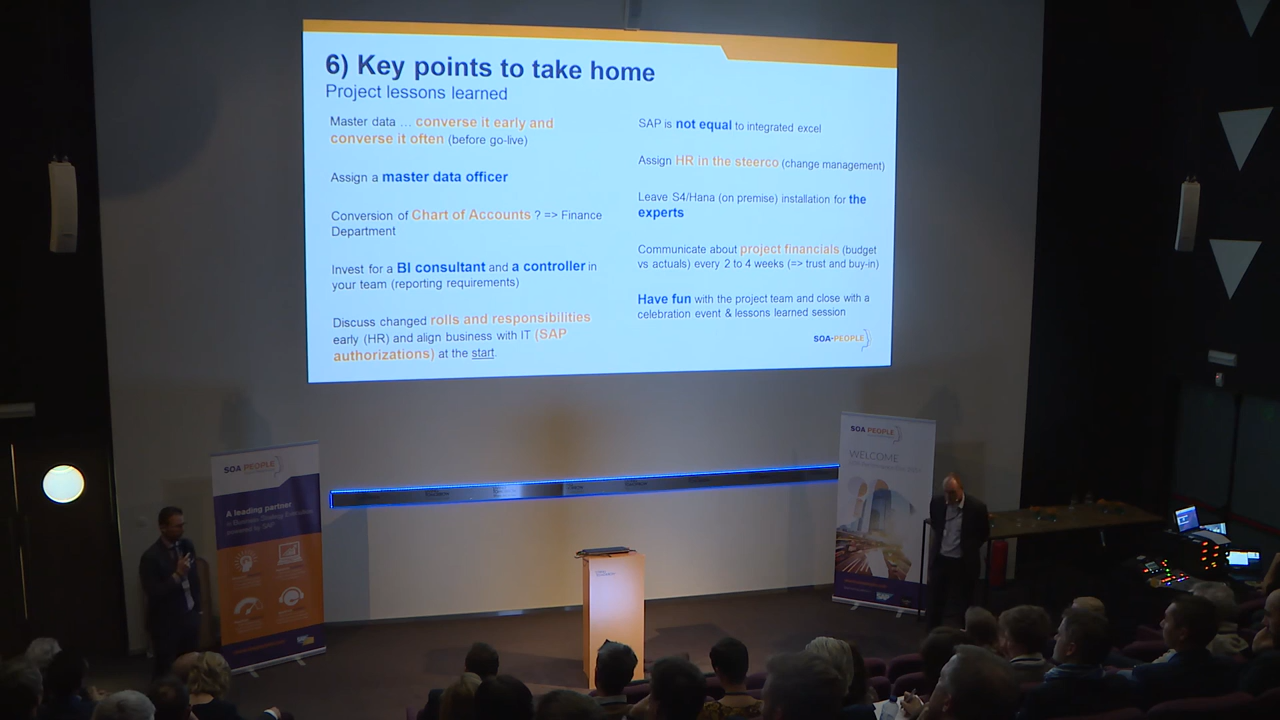 6) Key points to take home
Project lessons learned
Master data ... converse it early and
converse it often (before go-live)
Assign a master data officer
Conversion of Chart of Accounts ? => Finance
Department
Invest for a BI consultant and a controller in
your team (reporting requirements)
Discuss changed rolls and responsibilities
early (HR) and align business with IT (SAP
authorizations) at the start.
SAP is not equal to integrated excel
Assign HR in the steerco (change management)
Leave S4/Hana (on premise) installation for the
experts
Communicate about project financials (budget
vs actuals) every 2 to 4 weeks (=> trust and buy-in)
Have fun with the project team and close with a
celebration event & lessons learned session
SOA PEOPLE
SOA PEOPLE
A leading partner
powered by SAP
SOA PEOPLE
WELCOME